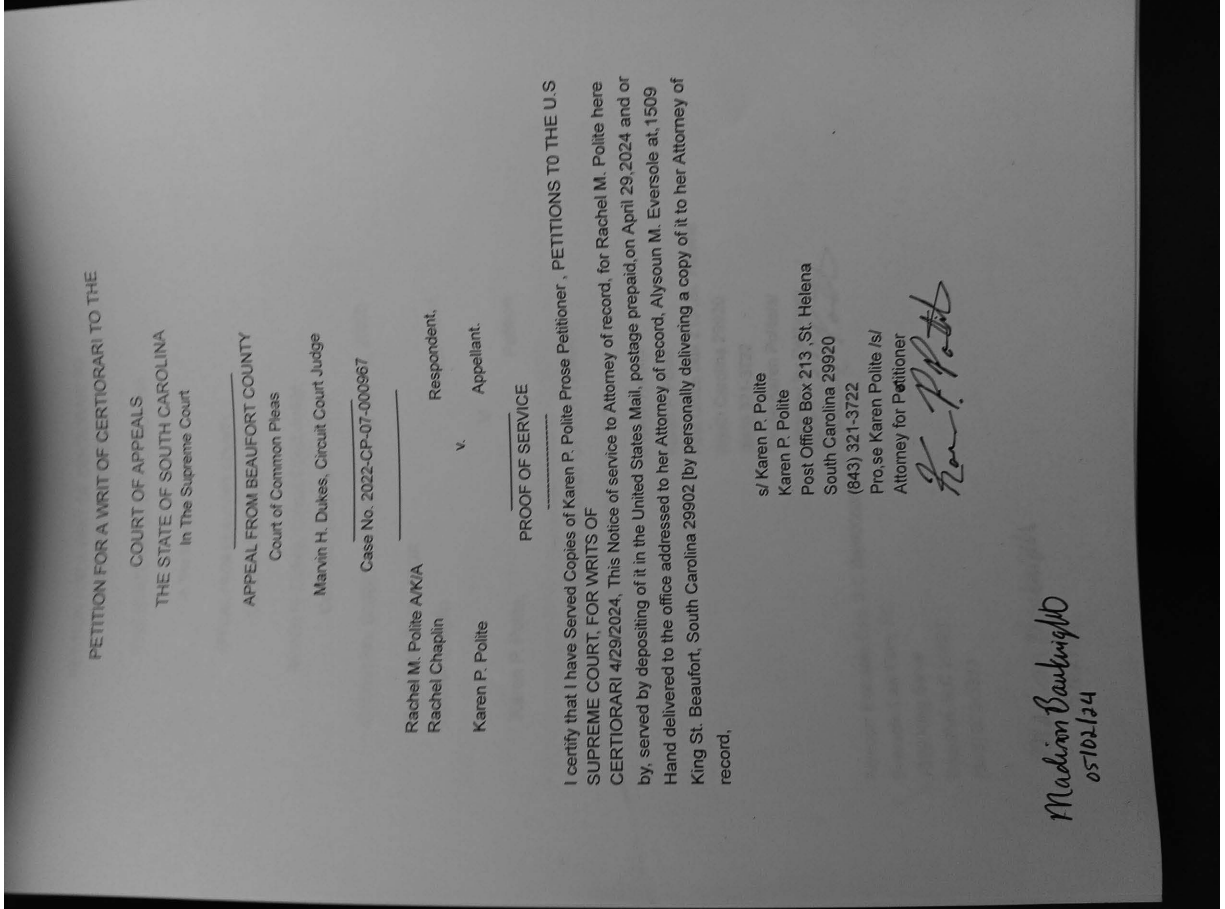 PETITION FOR A WRIT OF CERTIORARI TO THE
COURT OF APPEALS
THE STATE OF SOUTH CAROLINA
In The Supreme Court
APPEAL FROM BEAUFORT COUNTY
Court of Common Pleas
Marvin H. Dukes, Circuit Court Judge
Case No. 2022-CP-07-000967
Rachel M. Polite A/K/A
Rachel Chaplin Respondent,
v.
Karen P. Polite Appellant.
PROOF OF SERVICE
I certify that I have Served Copies of Karen P. Polite Prose Petitioner , PETITIONS TO THE U.S
SUPREME COURT, FOR WRITS OF
CERTIORARI 4/29/2024, This Notice of service to Attorney of record, for Rachel M. Polite here
by, served by depositing of it in the United States Mail, postage prepaid,on April 29,2024 and or
Hand delivered to the office addressed to her Attorney of record, Alysoun M. Eversole at,1509
King St. Beaufort, South Carolina 29902 [by personally delivering a copy of it to her Attorney of
record,
s/ Karen P. Polite
Karen P. Polite
Post Office Box 213 ,St. Helena
South Carolina 29920
(843) 321-3722
Pro,se Karen Polite /s/
Attorney for Petitioner
Karen P. Polite
Madison
05/02/24